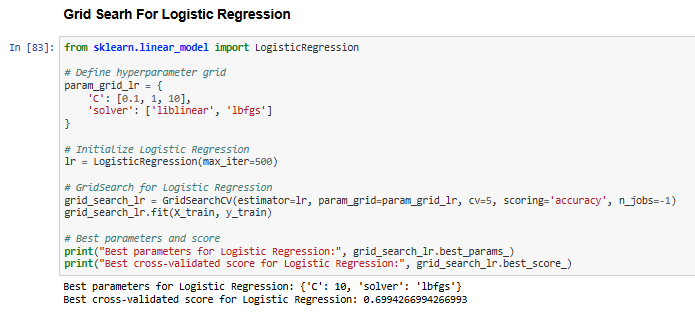 Grid Searh For Logistic Regression
In [83]: from sklearn.linear_model import LogisticRegression
# Define hyperparameter grid
param_grid_lr = {
    'C': [0.1, 1, 10],
    'solver': ['liblinear', 'lbfgs']
}
# Initialize Logistic Regression
lr = LogisticRegression(max_iter=500)
# GridSearch for Logistic Regression
grid_search_lr = GridSearchCV(estimator=lr, param_grid=param_grid_lr, cv=5, scoring='accuracy', n_jobs=-1)
grid_search_lr.fit(X_train, y_train)
# Best parameters and score
print("Best parameters for Logistic Regression:", grid_search_lr.best_params_)
print("Best cross-validated score for Logistic Regression:", grid_search_lr.best_score_)
Best parameters for Logistic Regression: {'C': 10, 'solver': 'lbfgs'}
Best cross-validated score for Logistic Regression: 0.6994266994266993